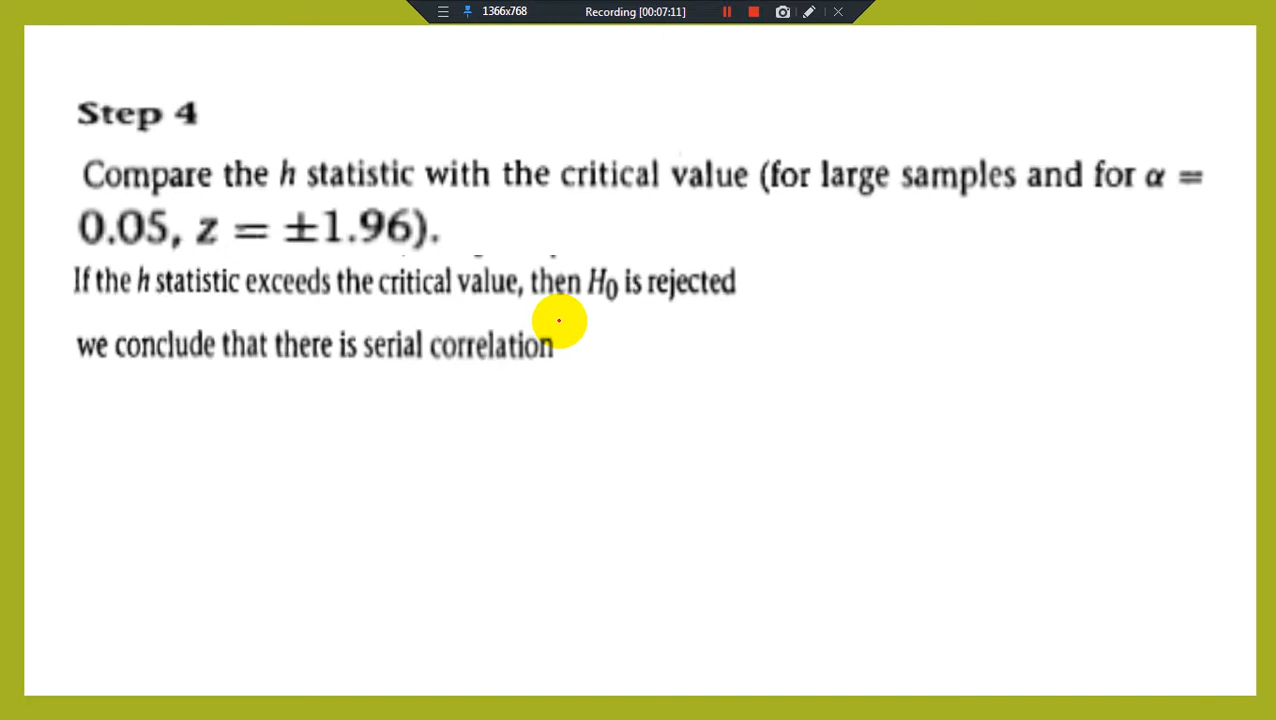 1366x768
Recording [00:07:11]
Step 4
Compare the h statistic with the critical value (for large samples and for α =
0.05, z = ±1.96).
If the h statistic exceeds the critical value, then H₀ is rejected
we conclude that there is serial correlation